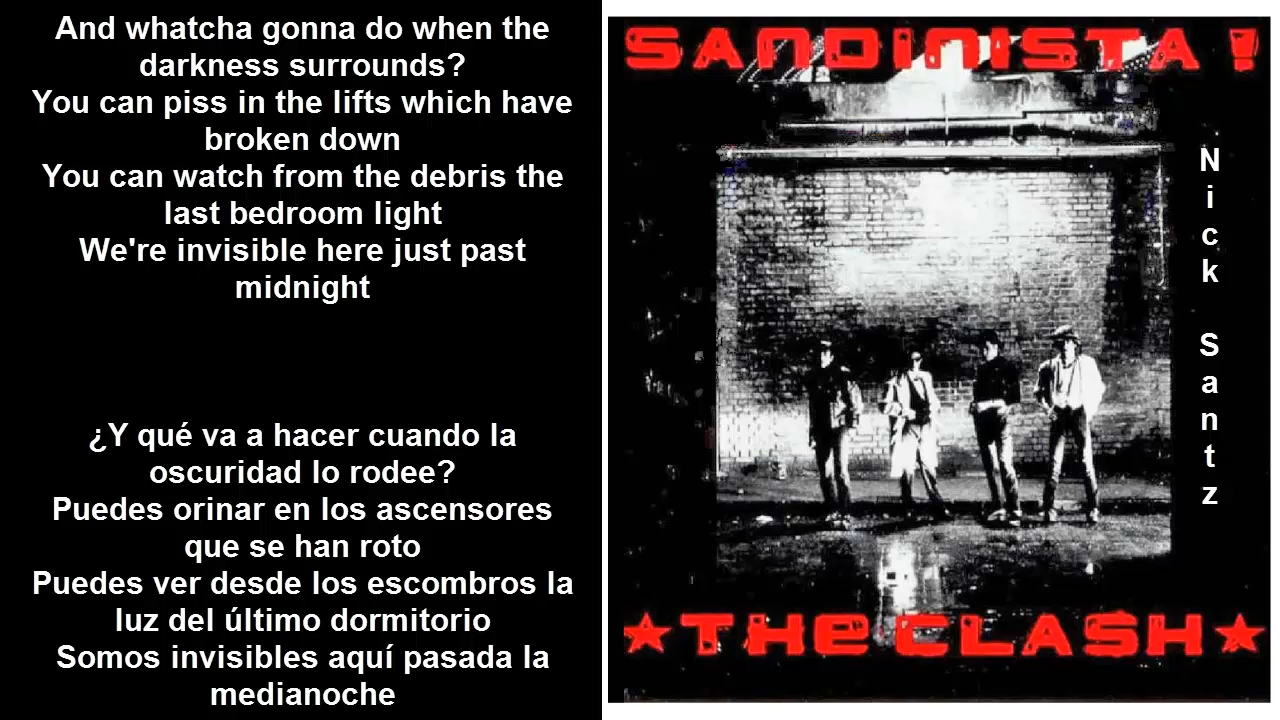 And whatcha gonna do when the
darkness surrounds?
You can piss in the lifts which have
broken down
You can watch from the debris the
last bedroom light
We're invisible here just past
midnight
¿Y qué va a hacer cuando la
oscuridad lo rodee?
Puedes orinar en los ascensores
que se han roto
Puedes ver desde los escombros la
luz del último dormitorio
Somos invisibles aquí pasada la
medianoche
SANDINISTA !
Nick Santz
THE CLASH